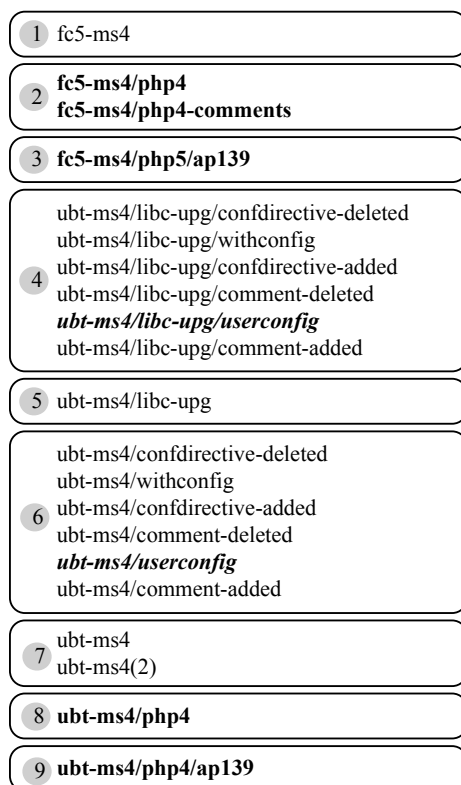 1 fc5-ms4
fc5-ms4/php4
2
fc5-ms4/php4-comments
3 fc5-ms4/php5/ap139
ubt-ms4/libc-upg/confdirective-deleted
ubt-ms4/libc-upg/withconfig
ubt-ms4/libc-upg/confdirective-added
4
ubt-ms4/libc-upg/comment-deleted
ubt-ms4/libc-upg/userconfig
ubt-ms4/libc-upg/comment-added
5 ubt-ms4/libc-upg
ubt-ms4/confdirective-deleted
ubt-ms4/withconfig
ubt-ms4/confdirective-added
6
ubt-ms4/comment-deleted
ubt-ms4/userconfig
ubt-ms4/comment-added
ubt-ms4
7
ubt-ms4(2)
8 ubt-ms4/php4
9 ubt-ms4/php4/ap139